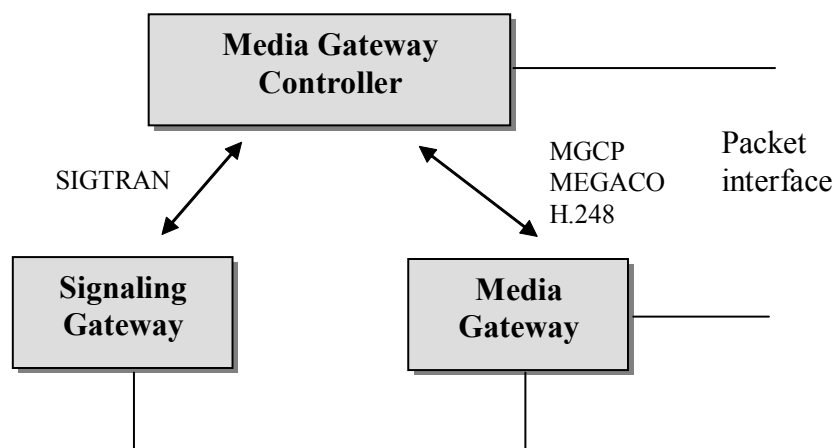 Media Gateway
Controller
SIGTRAN
MGCP
MEGACO
H.248
Packet
interface
Signaling
Gateway
Media
Gateway